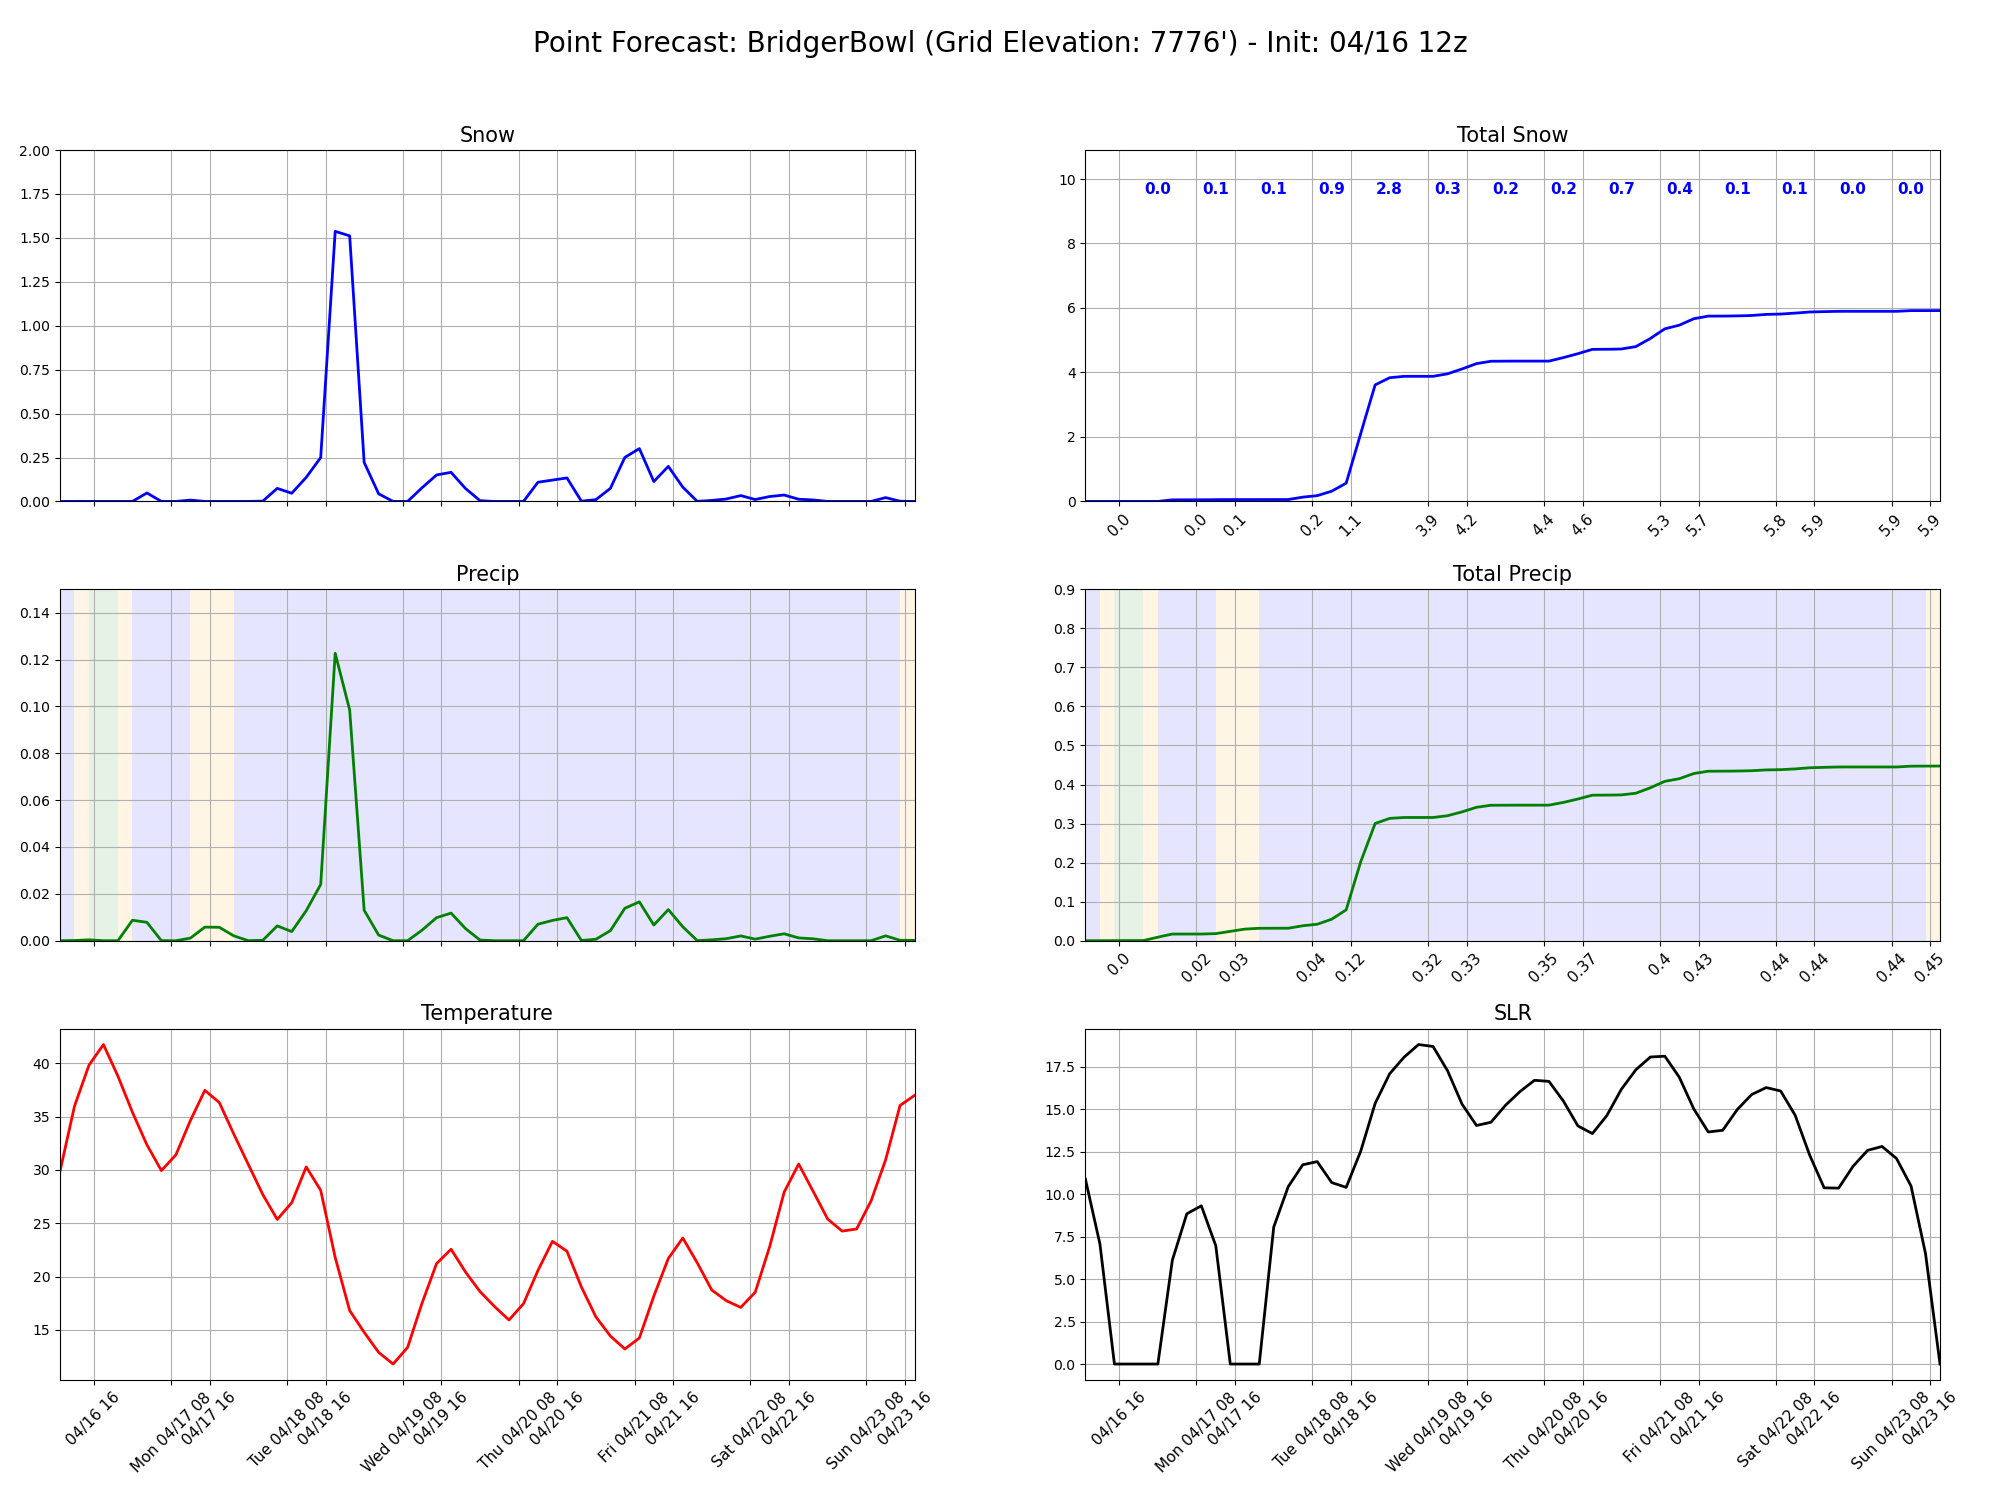 Point Forecast: BridgerBowl (Grid Elevation: 7776') - Init: 04/16 12z
Snow
2.00
1.75
1.50
1.25
1.00
0.75
0.50
0.25
0.00
Total Snow
10
8
6
4
2
0
0.0 0.1 0.1 0.9 2.8 0.3 0.2 0.2 0.7 0.4 0.1 0.1 0.0 0.0
0.0 0.0 0.1 0.2 1.1 3.9 4.2 4.4 4.6 5.3 5.7 5.8 5.9 5.9 5.9
Precip
0.14
0.12
0.10
0.08
0.06
0.04
0.02
0.00
Total Precip
0.9
0.8
0.7
0.6
0.5
0.4
0.3
0.2
0.1
0.0
0.0 0.02 0.03 0.04 0.12 0.32 0.33 0.35 0.37 0.4 0.43 0.44 0.44 0.44 0.45
Temperature
40
35
30
25
20
15
04/16 16
Mon 04/17 08
04/17 16
Tue 04/18 08
04/18 16
Wed 04/19 08
04/19 16
Thu 04/20 08
04/20 16
Fri 04/21 08
04/21 16
Sat 04/22 08
04/22 16
Sun 04/23 08
04/23 16
SLR
17.5
15.0
12.5
10.0
7.5
5.0
2.5
0.0
04/16 16
Mon 04/17 08
04/17 16
Tue 04/18 08
04/18 16
Wed 04/19 08
04/19 16
Thu 04/20 08
04/20 16
Fri 04/21 08
04/21 16
Sat 04/22 08
04/22 16
Sun 04/23 08
04/23 16